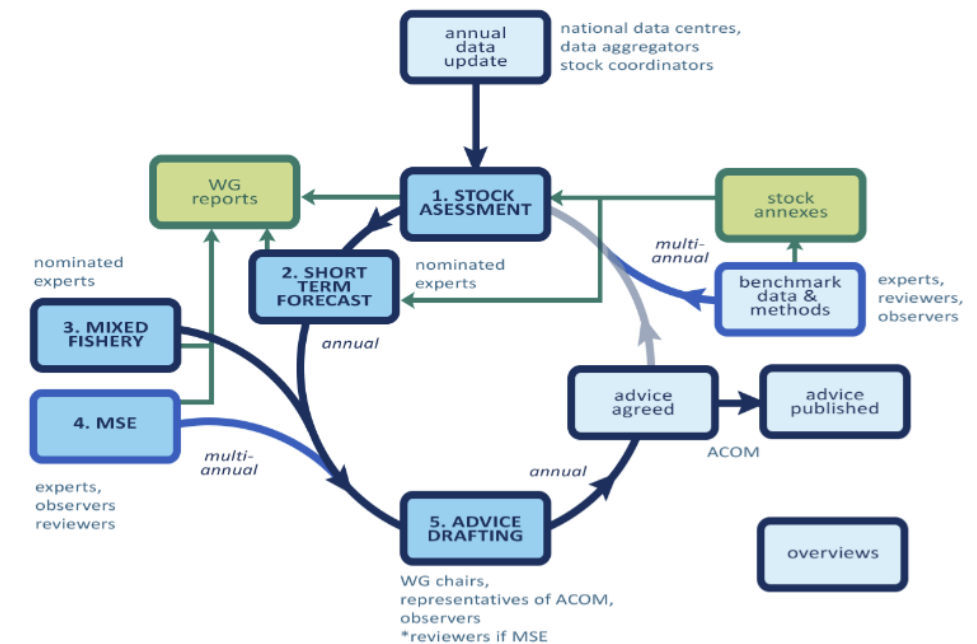 annual
data
update
national data centres,
data aggregators
stock coordinators
WG
reports
1. STOCK
ASESSMENT
stock
annexes
multi-
annual
nominated
experts
2. SHORT
TERM
FORECAST
nominated
experts
benchmark
data &
methods
experts,
reviewers,
observers
3. MIXED
FISHERY
annual
4. MSE
advice
agreed
advice
published
multi-
annual
annual
ACOM
experts,
observers
reviewers
5. ADVICE
DRAFTING
overviews
WG chairs,
representatives of ACOM,
observers
*reviewers if MSE